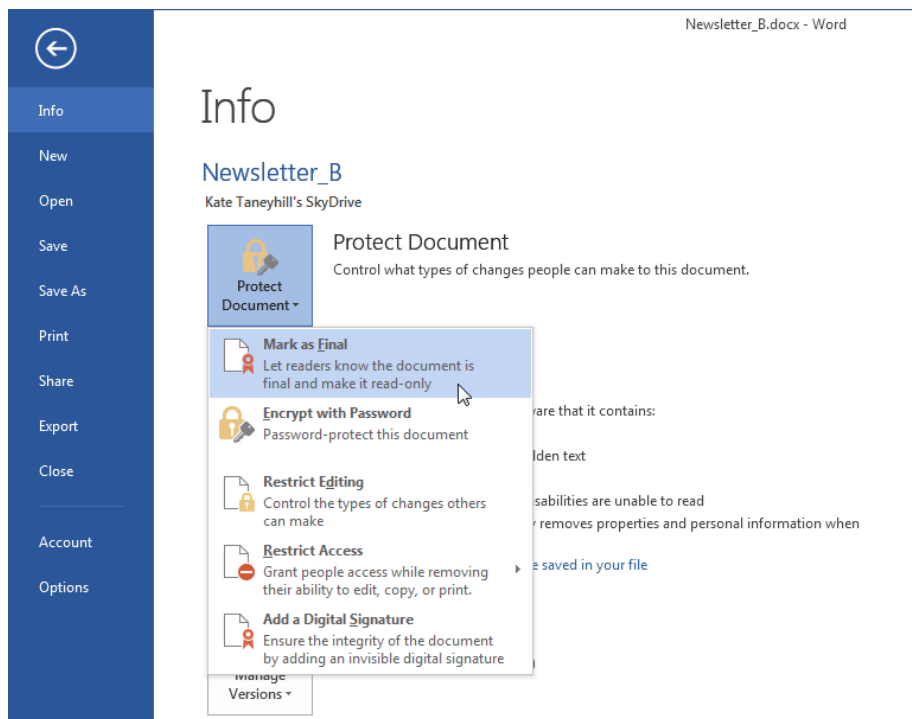 Newsletter_B.docx - Word
Info
New
Open
Save
Save As
Print
Share
Export
Close
Account
Options
Info
Newsletter_B
Kate Taneyhill's SkyDrive
Protect
Document
Protect Document
Control what types of changes people can make to this document.
Mark as Final
Let readers know the document is
final and make it read-only
Encrypt with Password
Password-protect this document
Restrict Editing
Control the types of changes others
can make
Restrict Access
Grant people access while removing
their ability to edit, copy, or print.
Add a Digital Signature
Ensure the integrity of the document
by adding an invisible digital signature
that it contains:
text
are unable to read
removes properties and personal information when
saved in your file
Manage
Versions